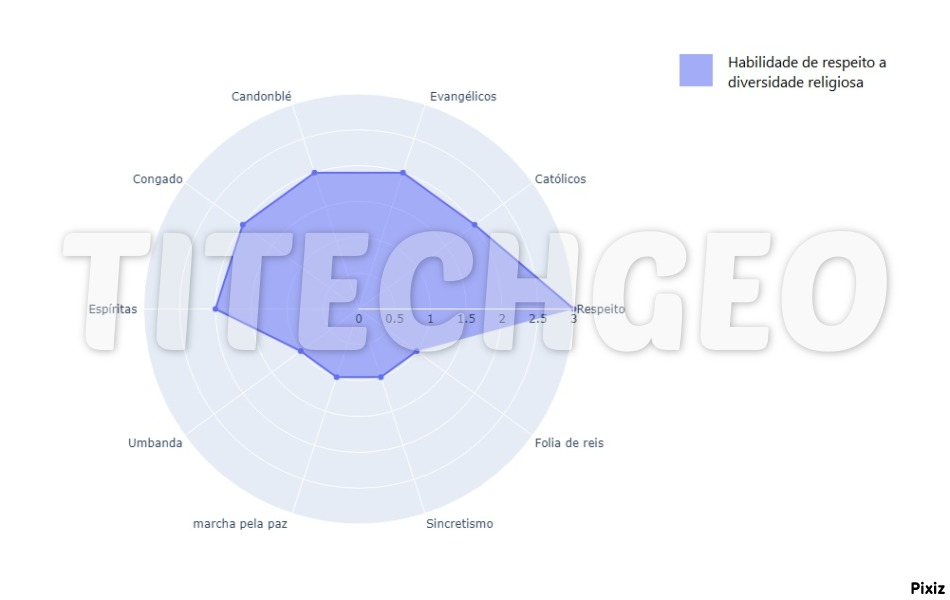 Habilidade de respeito a
diversidade religiosa
Candonblé
Evangélicos
Congado
Católicos
TITECHGEO
Espíritas
Respeito
0 0.5 1 1.5 2 2.5 3
Umbanda
Folia de reis
marcha pela paz
Sincretismo
Pixiz